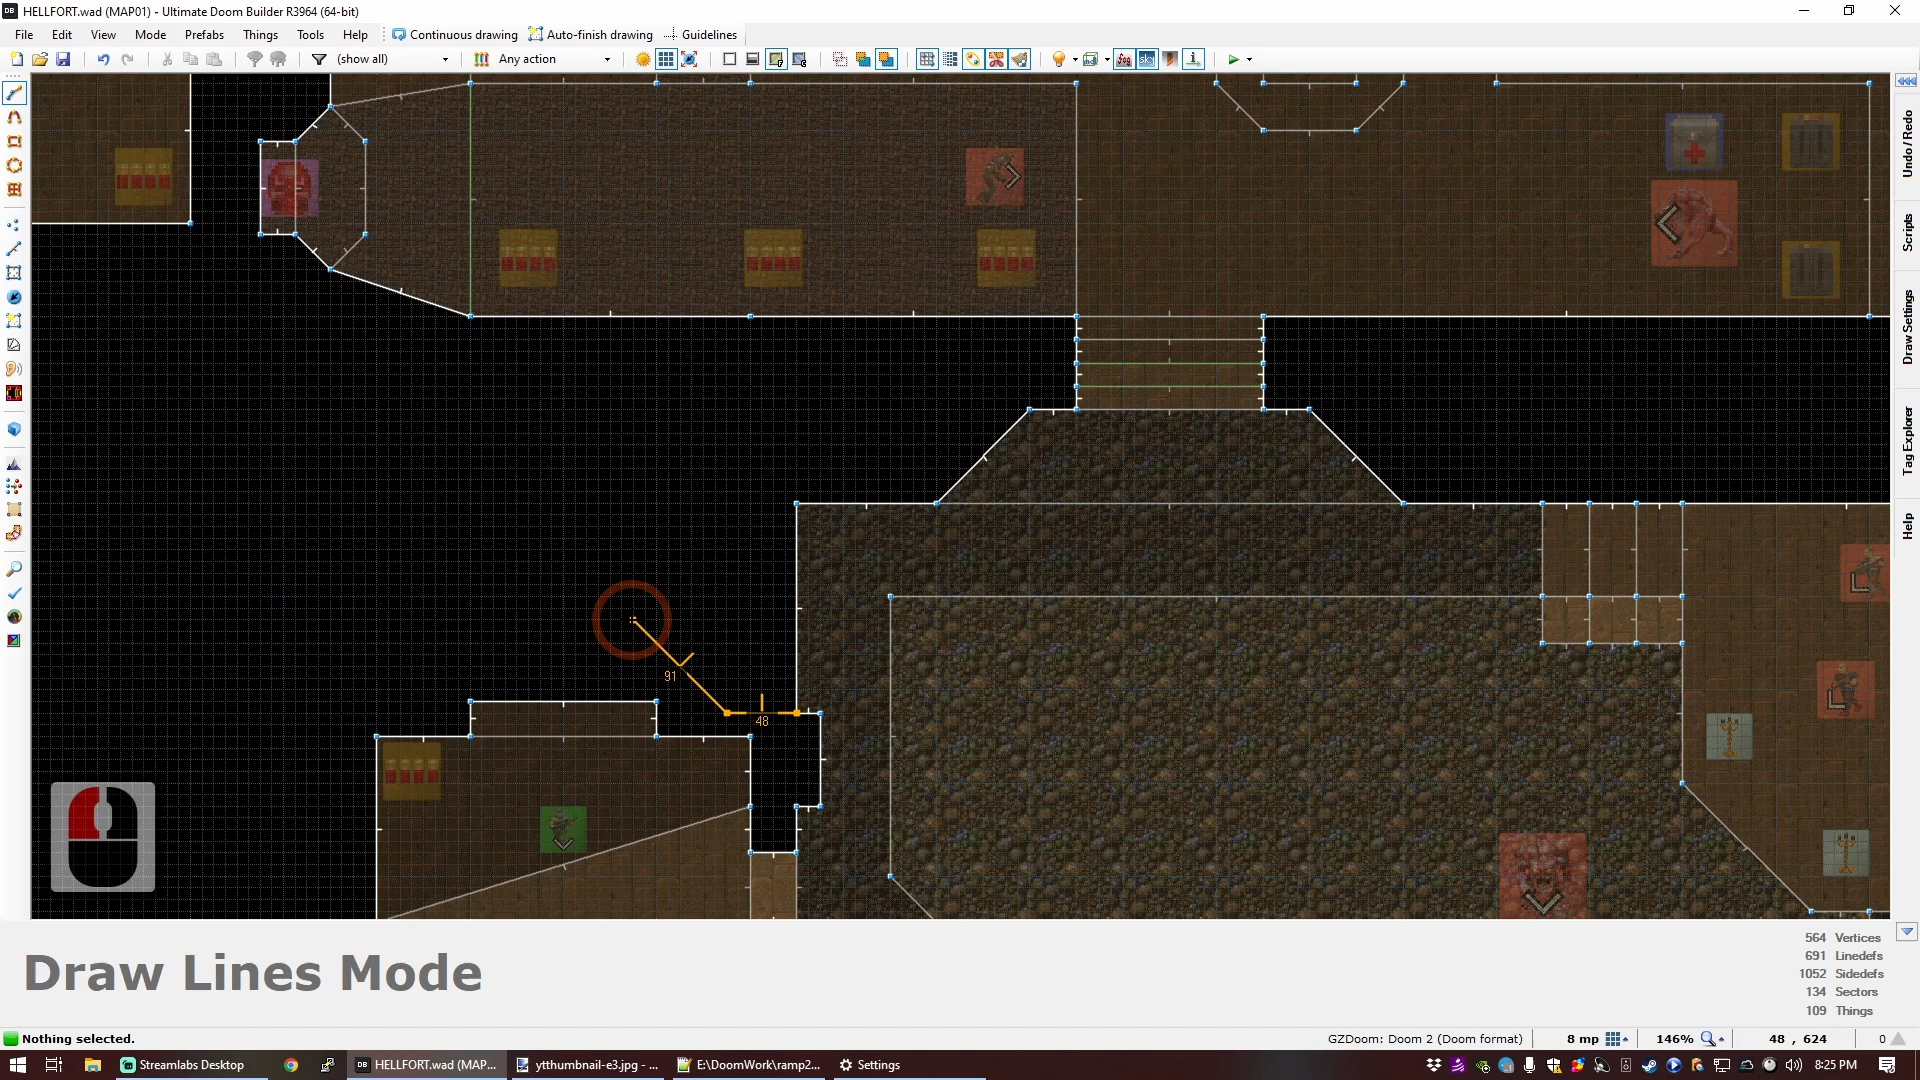 DB HELLFORT.wad (MAP01) - Ultimate Doom Builder R3964 (64-bit)
File Edit View Mode Prefabs Things Tools Help Continuous drawing Auto-finish drawing Guidelines
(show all) Any action
fog sky
Undo / Redo
Scripts
Draw Settings
Tag Explorer
Help
91
48
Draw Lines Mode
564 Vertices
691 Linedefs
1052 Sidedefs
134 Sectors
109 Things
Nothing selected.
GZDoom: Doom 2 (Doom format) 8 mp 146% 48 , 624 0
Streamlabs Desktop DB HELLFORT.wad (MAP... ytthumbnail-e3.jpg - ... E:\DoomWork\ramp2... Settings 8:25 PM